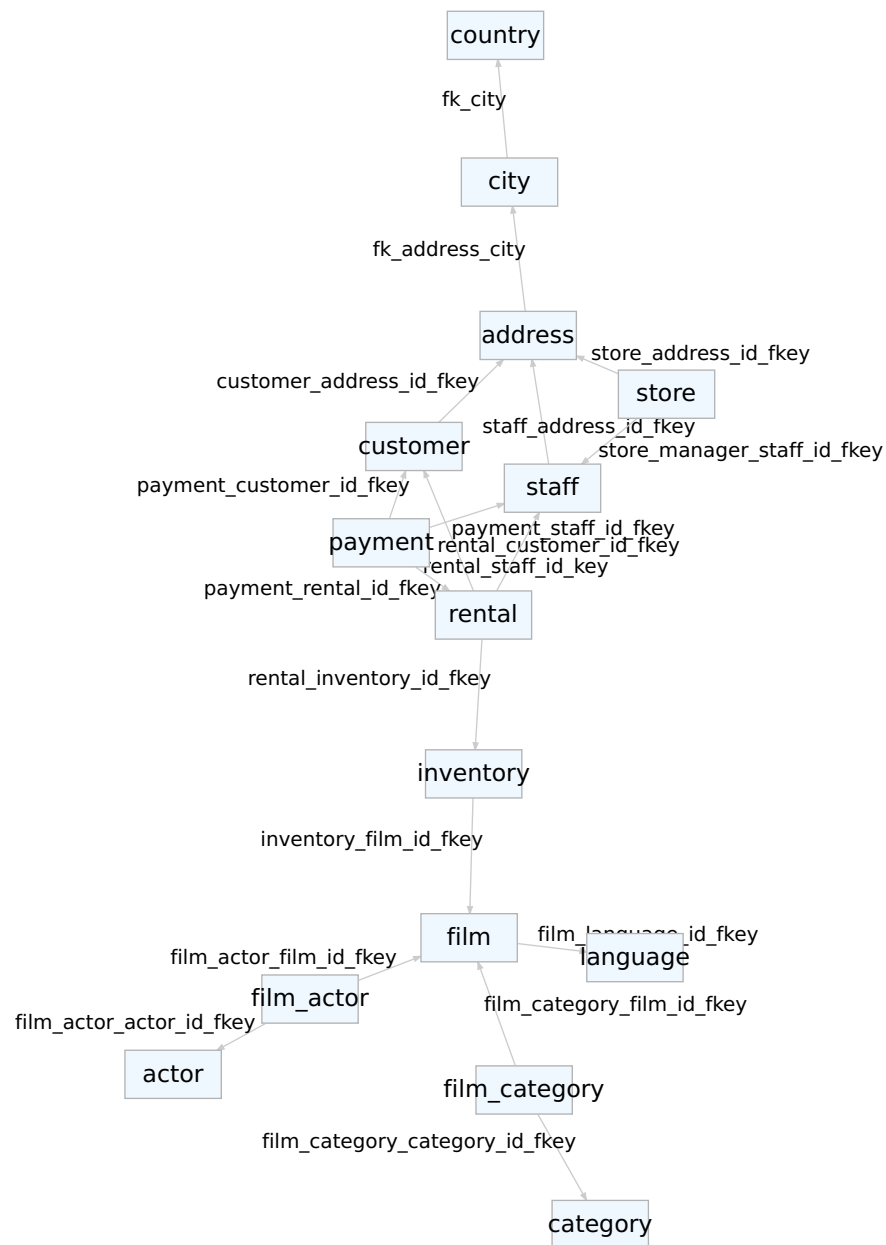 country
fk_city
city
fk_address_city
address
store_address_id_fkey
customer_address_id_fkey
store
staff_address_id_fkey
customer
store_manager_staff_id_fkey
payment_customer_id_fkey
staff
payment_staff_id_fkey
payment
rental_customer_id_fkey
rental_staff_id_key
payment_rental_id_fkey
rental
rental_inventory_id_fkey
inventory
inventory_film_id_fkey
film
film_language_id_fkey
language
film_actor_film_id_fkey
film_actor
film_category_film_id_fkey
film_actor_actor_id_fkey
actor
film_category
film_category_category_id_fkey
category